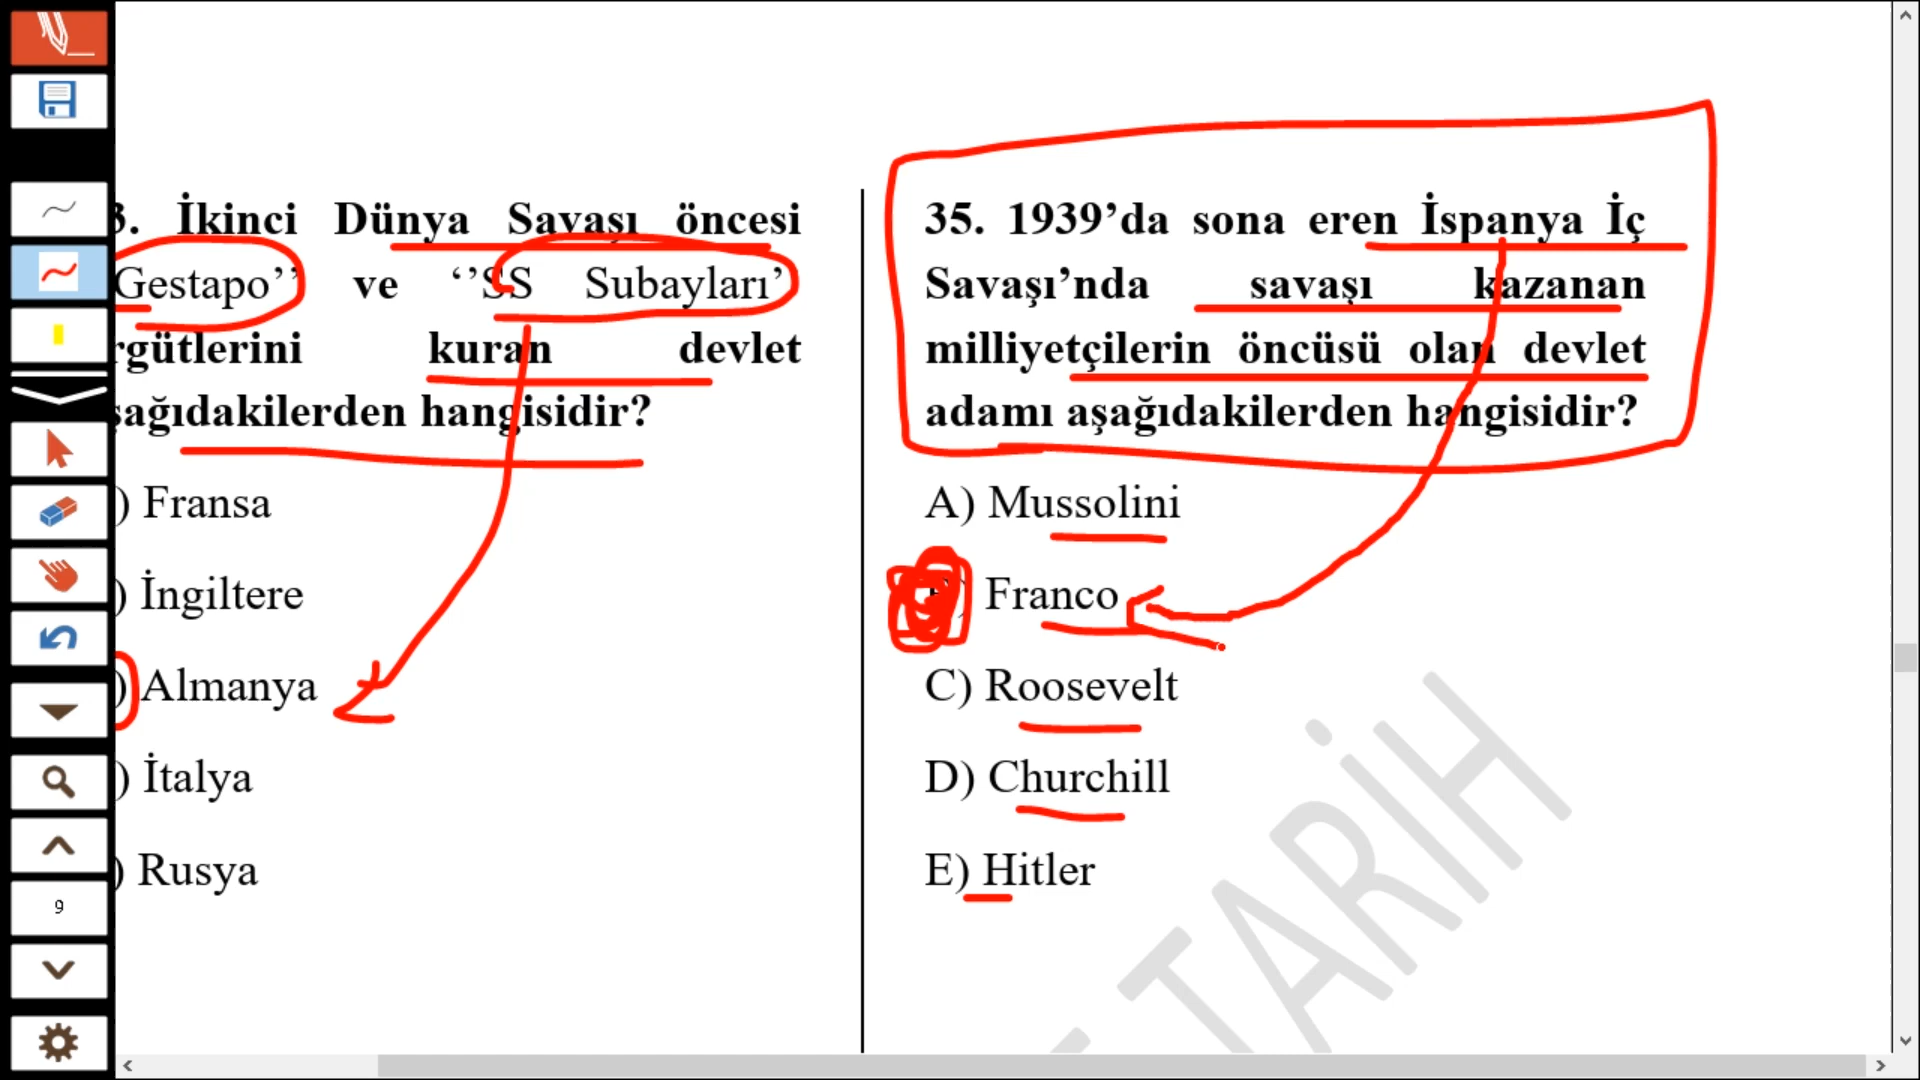 3. İkinci Dünya Savaşı öncesi
Gestapo’’ ve ‘’SS Subayları’
rgütlerini kuran devlet
şağıdakilerden hangisidir?
) Fransa
) İngiltere
) Almanya
) İtalya
) Rusya
35. 1939’da sona eren İspanya İç
Savaşı’nda savaşı kazanan
milliyetçilerin öncüsü olan devlet
adamı aşağıdakilerden hangisidir?
A) Mussolini
) Franco
C) Roosevelt
D) Churchill
E) Hitler
TARİH
9